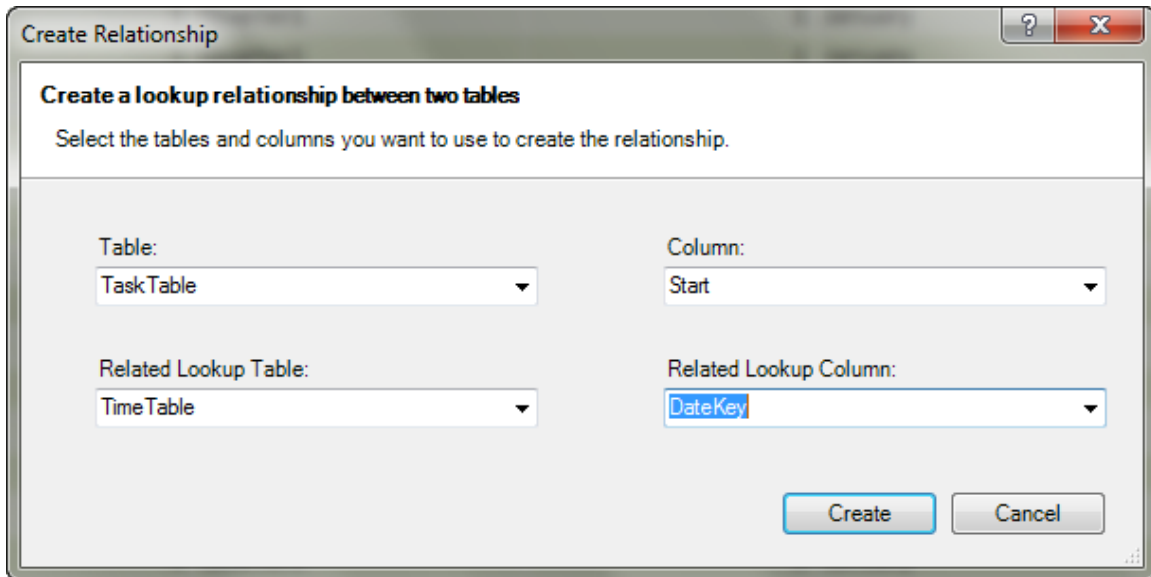 Create Relationship
Create a lookup relationship between two tables
Select the tables and columns you want to use to create the relationship.
Table:
Column:
TaskTable
Start
Related Lookup Table:
Related Lookup Column:
TimeTable
DateKey
Create
Cancel